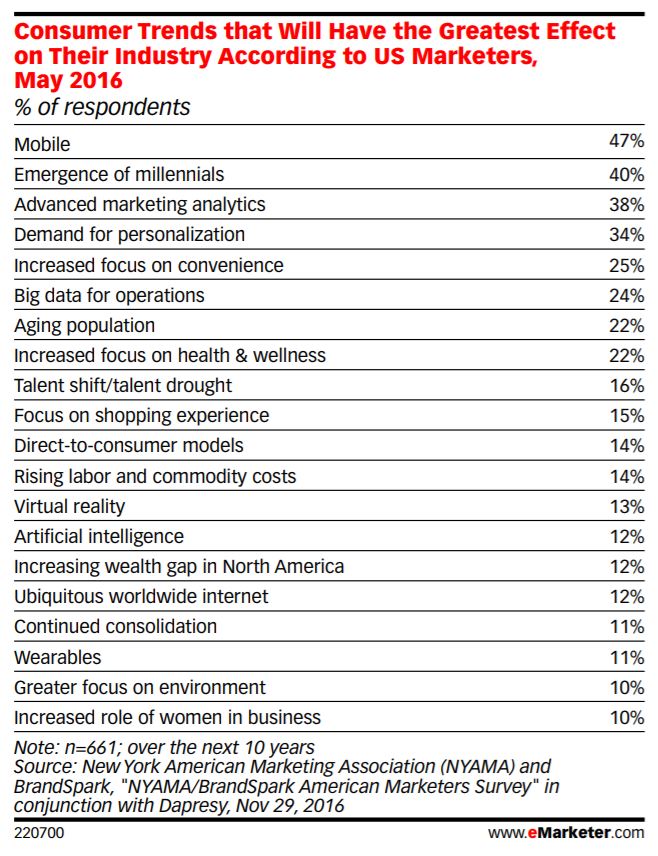 Consumer Trends that Will Have the Greatest Effect
on Their Industry According to US Marketers,
May 2016
% of respondents
Mobile 47%
Emergence of millennials 40%
Advanced marketing analytics 38%
Demand for personalization 34%
Increased focus on convenience 25%
Big data for operations 24%
Aging population 22%
Increased focus on health & wellness 22%
Talent shift/talent drought 16%
Focus on shopping experience 15%
Direct-to-consumer models 14%
Rising labor and commodity costs 14%
Virtual reality 13%
Artificial intelligence 12%
Increasing wealth gap in North America 12%
Ubiquitous worldwide internet 12%
Continued consolidation 11%
Wearables 11%
Greater focus on environment 10%
Increased role of women in business 10%
Note: n=661; over the next 10 years
Source: New York American Marketing Association (NYAMA) and
BrandSpark, "NYAMA/BrandSpark American Marketers Survey" in
conjunction with Dapresy, Nov 29, 2016
220700 www.eMarketer.com